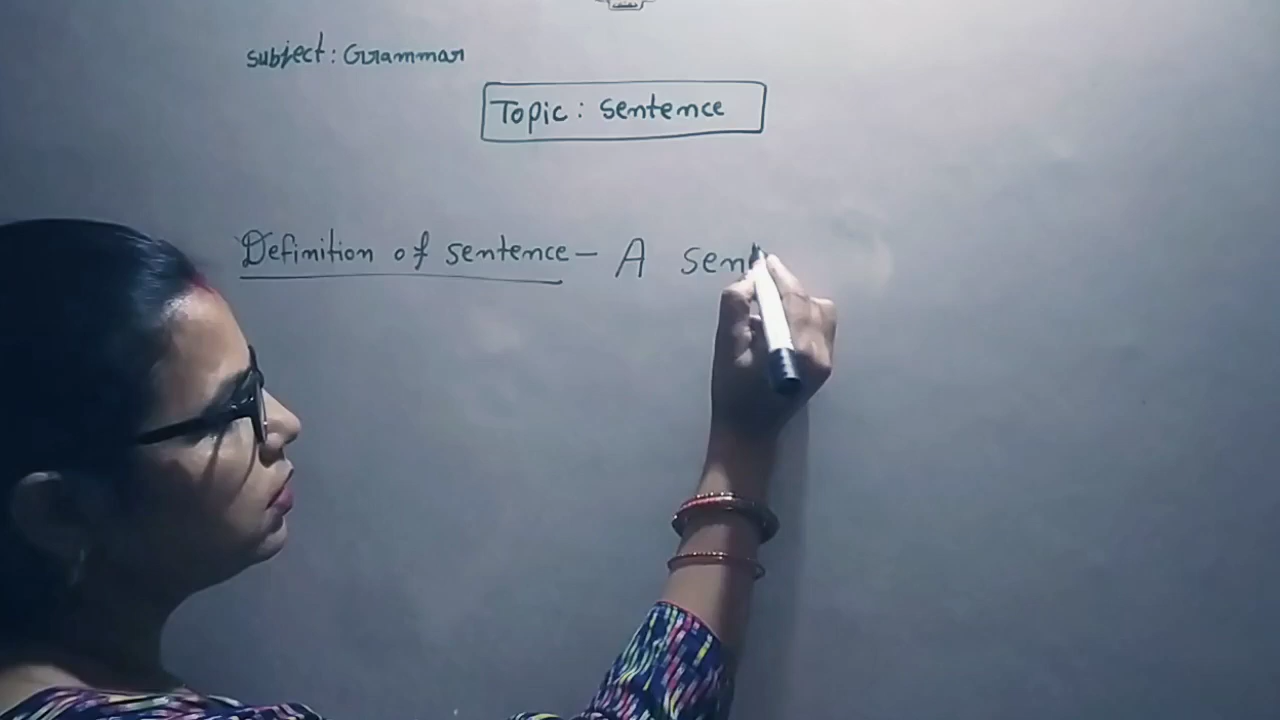 subject: Grammar
Topic: sentence
Definition of sentence - A sen